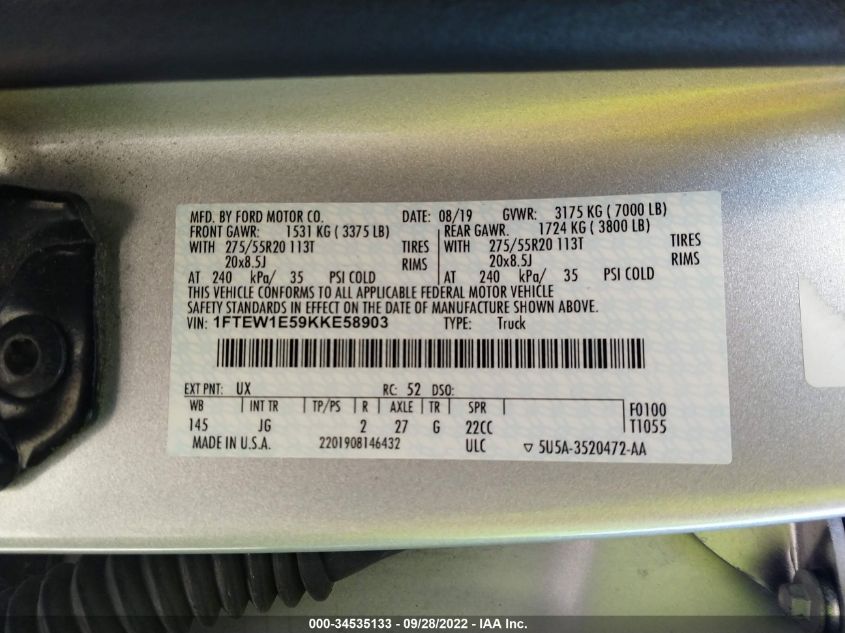 MFD. BY FORD MOTOR CO. DATE: 08/19 GVWR: 3175 KG ( 7000 LB)
FRONT GAWR: 1531 KG ( 3375 LB) REAR GAWR: 1724 KG ( 3800 LB)
WITH 275/55R20 113T TIRES WITH 275/55R20 113T TIRES
20x8.5J RIMS 20x8.5J RIMS
AT 240 kPa/ 35 PSI COLD AT 240 kPa/ 35 PSI COLD
THIS VEHICLE CONFORMS TO ALL APPLICABLE FEDERAL MOTOR VEHICLE
SAFETY STANDARDS IN EFFECT ON THE DATE OF MANUFACTURE SHOWN ABOVE.
VIN: 1FTEW1E59KKE58903 TYPE: Truck
EXT PNT: UX RC: 52 DSO:
WB INT TR TP/PS R AXLE TR SPR F0100
145 JG 2 27 G 22CC T1055
MADE IN U.S.A. 2201908146432 ULC ▽ 5U5A-3520472-AA
000-34535133 - 09/28/2022 - IAA Inc.